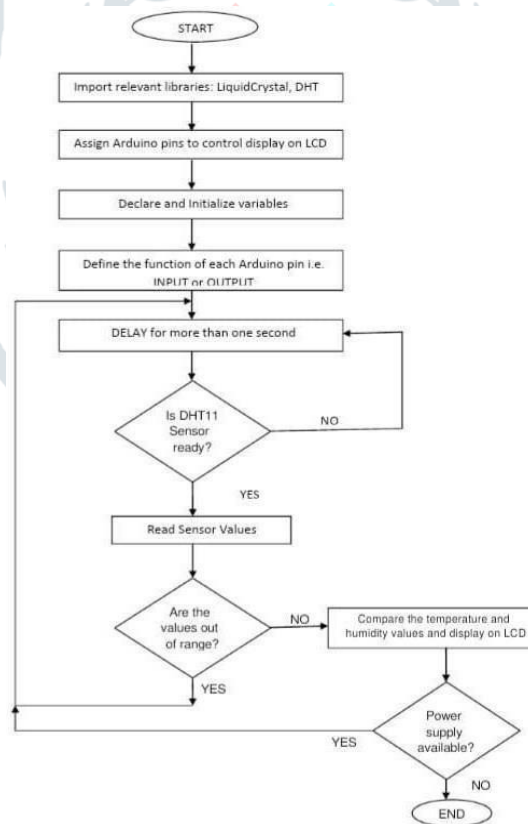 START
Import relevant libraries: LiquidCrystal, DHT
Assign Arduino pins to control display on LCD
Declare and Initialize variables
Define the function of each Arduino pin i.e.
INPUT or OUTPUT
DELAY for more than one second
Is DHT11
Sensor
ready?
NO
YES
Read Sensor Values
Are the
values out
of range?
NO
Compare the temperature and
humidity values and display on LCD
YES
Power
supply
available?
YES
NO
END